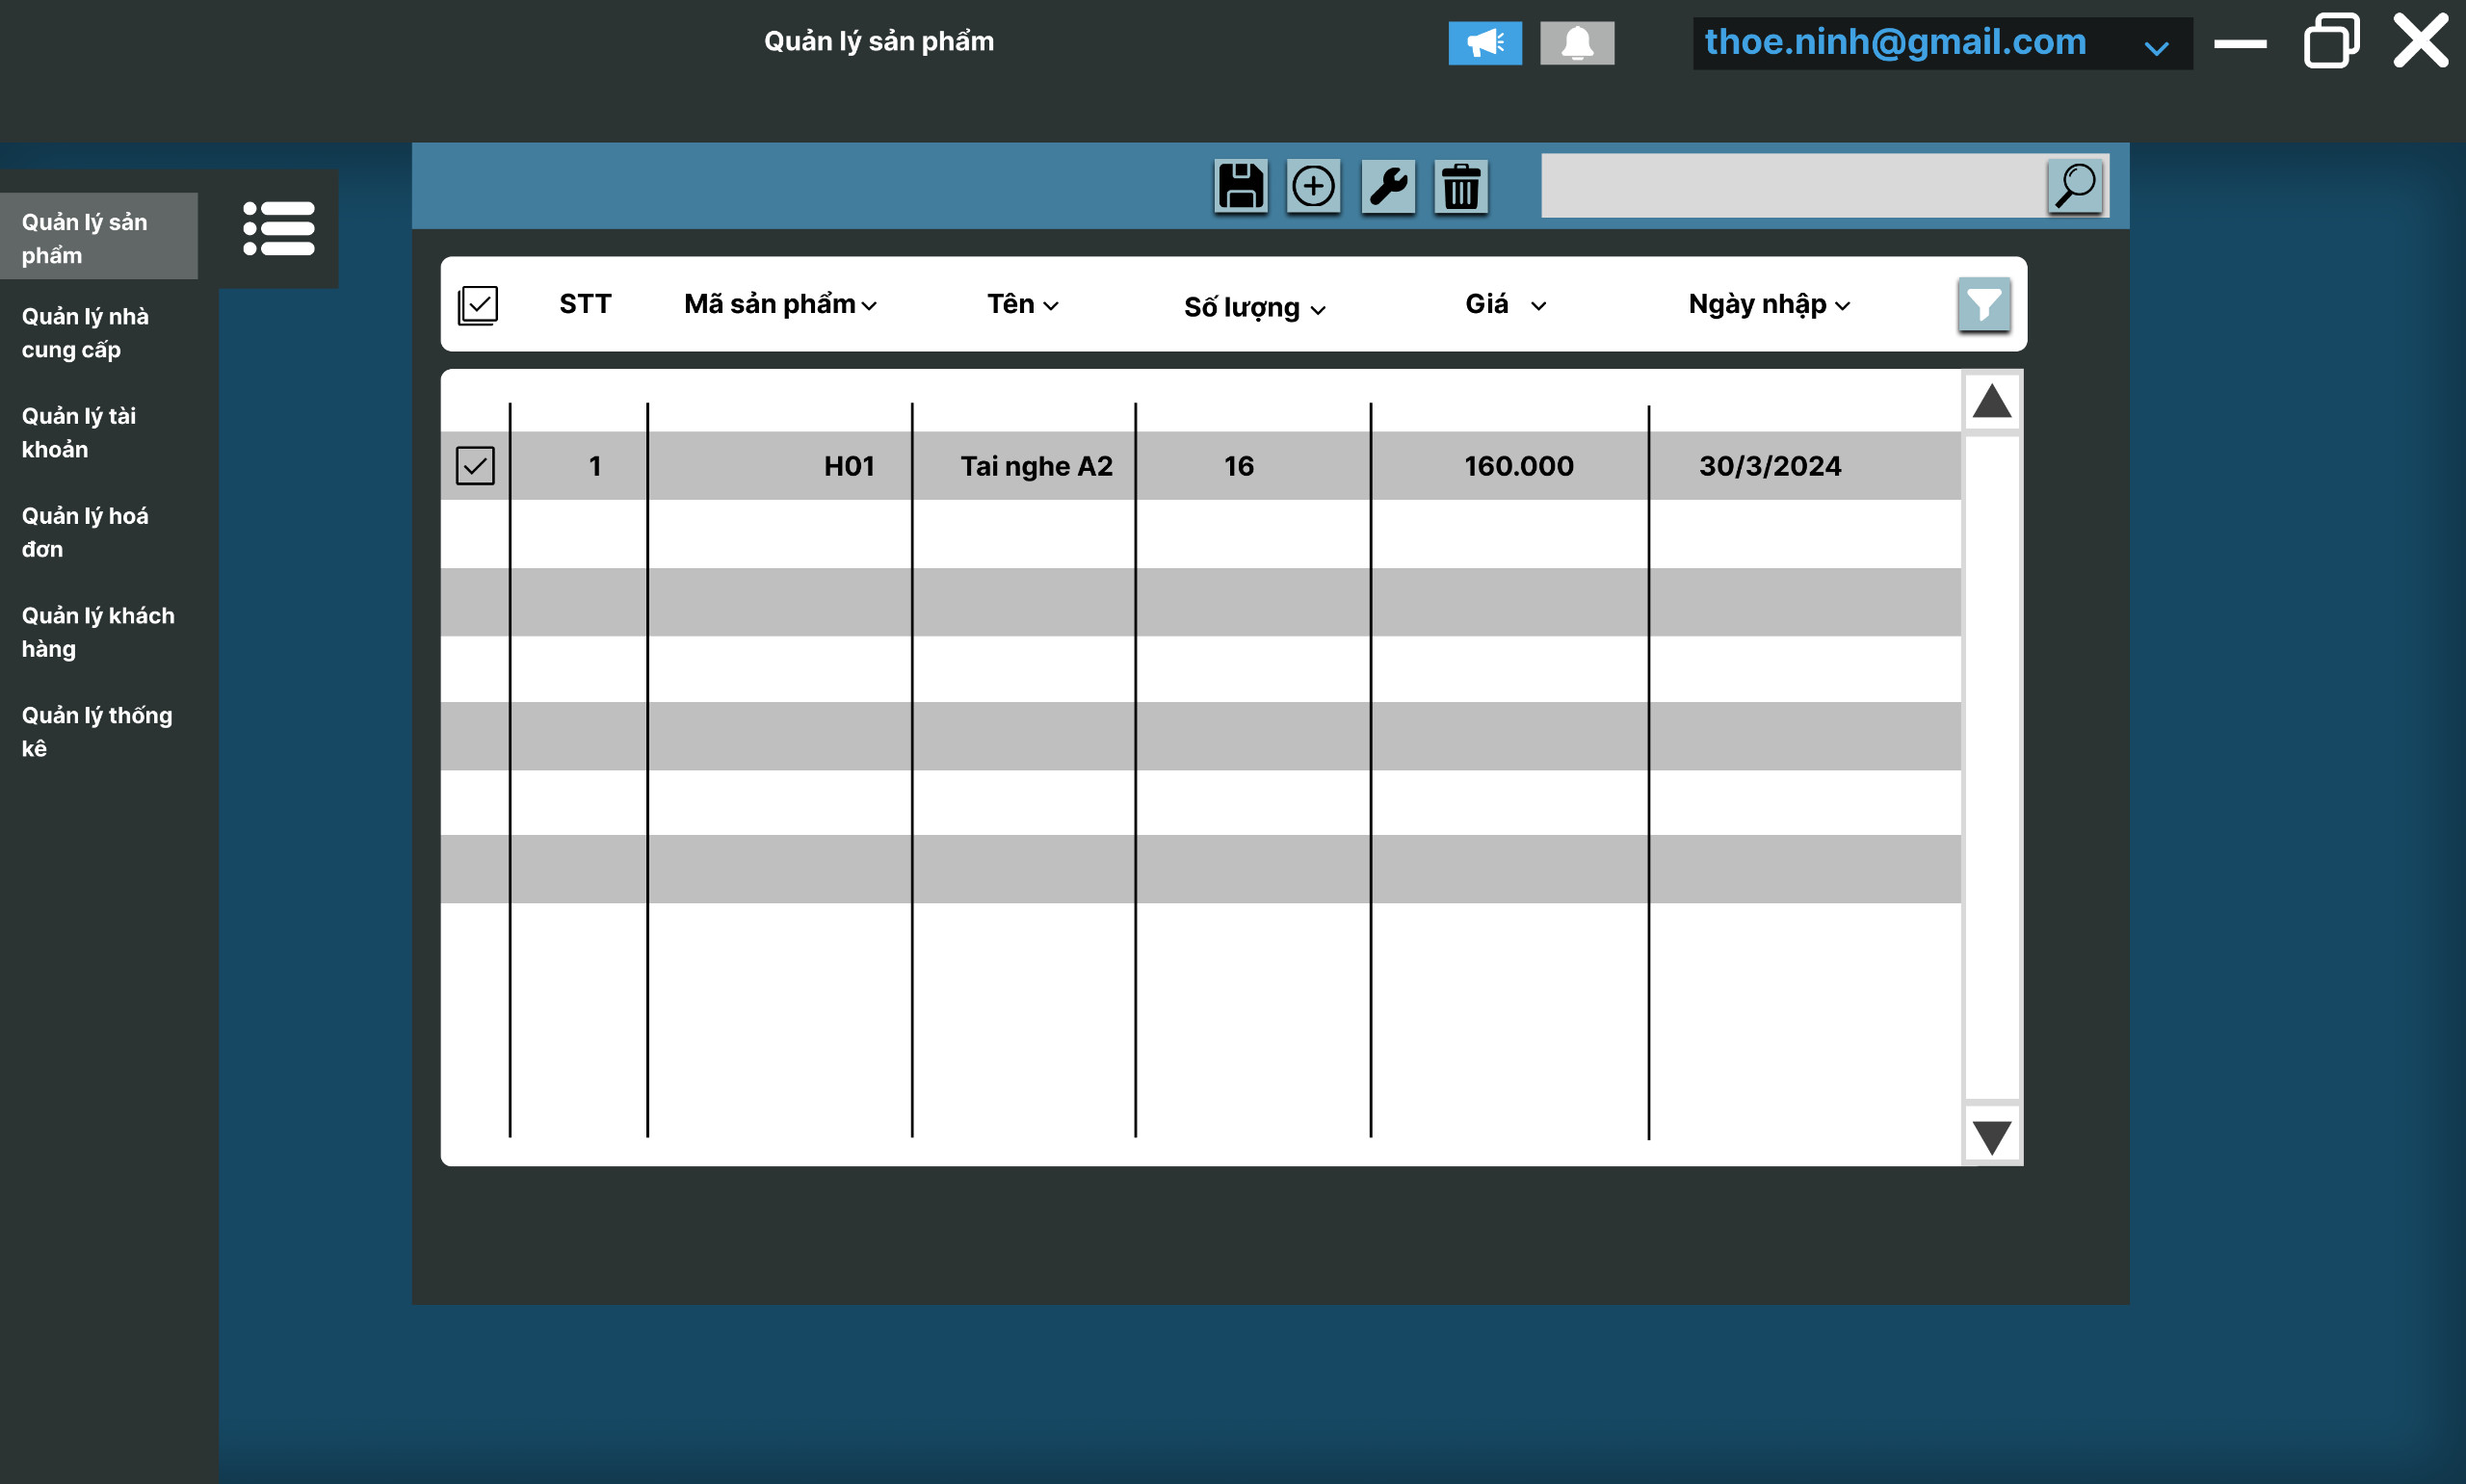 Quản lý sản phẩm
thoe.ninh@gmail.com
Quản lý sản
phẩm
Quản lý nhà
cung cấp
Quản lý tài
khoản
Quản lý hoá
đơn
Quản lý khách
hàng
Quản lý thống
kê
STT Mã sản phẩm Tên Số lượng Giá Ngày nhập
1 H01 Tai nghe A2 16 160.000 30/3/2024